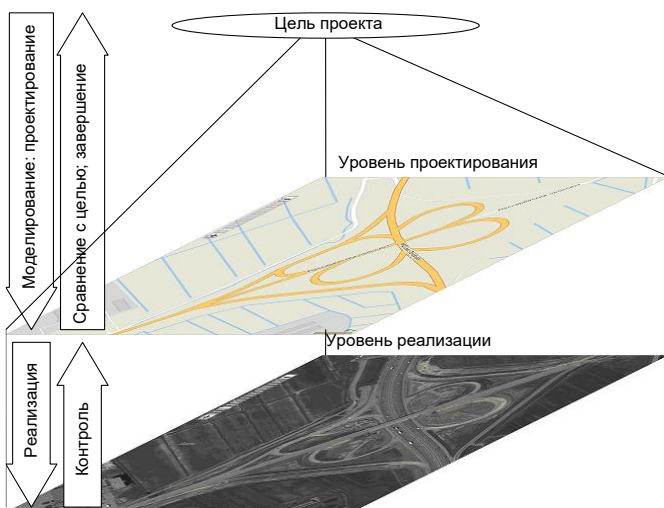 Цель проекта
Моделирование: проектирование
Сравнение с целью; завершение
Уровень проектирования
Уровень реализации
Реализация
Контроль